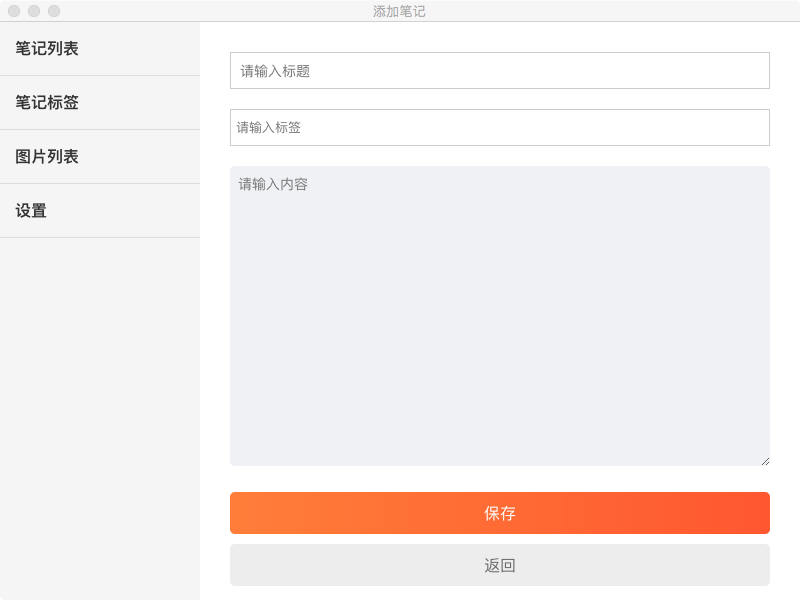 添加笔记
笔记列表
笔记标签
图片列表
设置
请输入标题
请输入标签
请输入内容
保存
返回